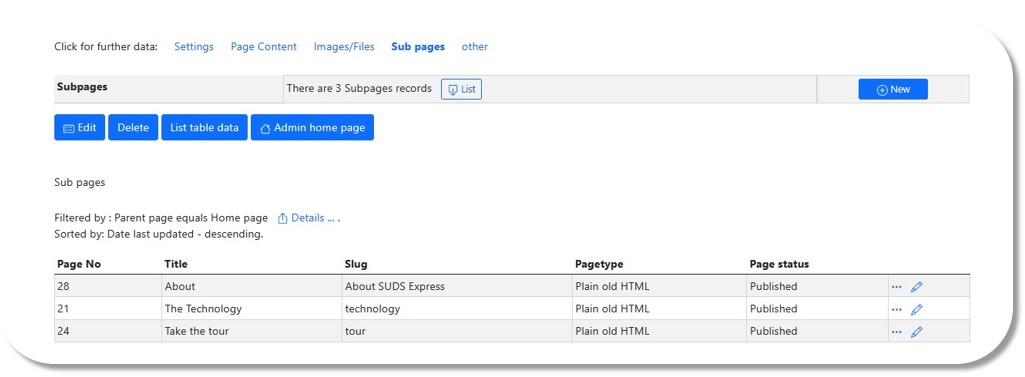 Click for further data: Settings Page Content Images/Files Sub pages other
Subpages There are 3 Subpages records List New
Edit Delete List table data Admin home page
Sub pages
Filtered by : Parent page equals Home page Details ... .
Sorted by: Date last updated - descending.
Page No Title Slug Pagetype Page status
28 About About SUDS Express Plain old HTML Published
21 The Technology technology Plain old HTML Published
24 Take the tour tour Plain old HTML Published